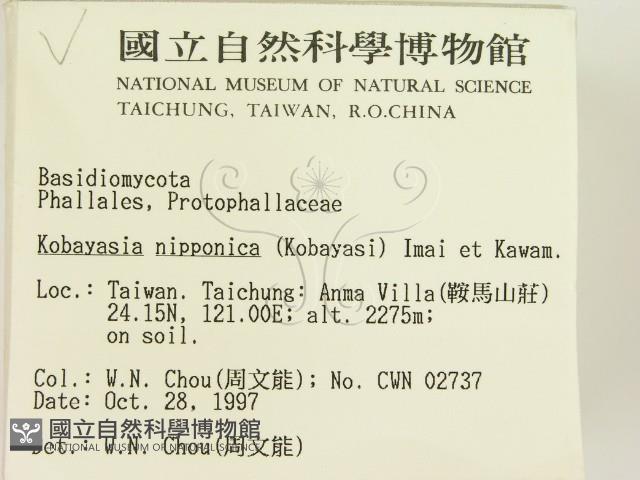 國立自然科學博物館
NATIONAL MUSEUM OF NATURAL SCIENCE
TAICHUNG, TAIWAN, R.O.CHINA
Basidiomycota
Phallales, Protophallaceae
Kobayasia nipponica (Kobayasi) Imai et Kawam.
Loc.: Taiwan. Taichung: Anma Villa(鞍馬山莊)
24.15N, 121.00E; alt. 2275m;
on soil.
Col.: W.N. Chou(周文能); No. CWN 02737
Date: Oct. 28, 1997
國立自然科學博物館
NATIONAL MUSEUM OF NATURAL SCIENCE
Det.: W.N. Chou(周文能)